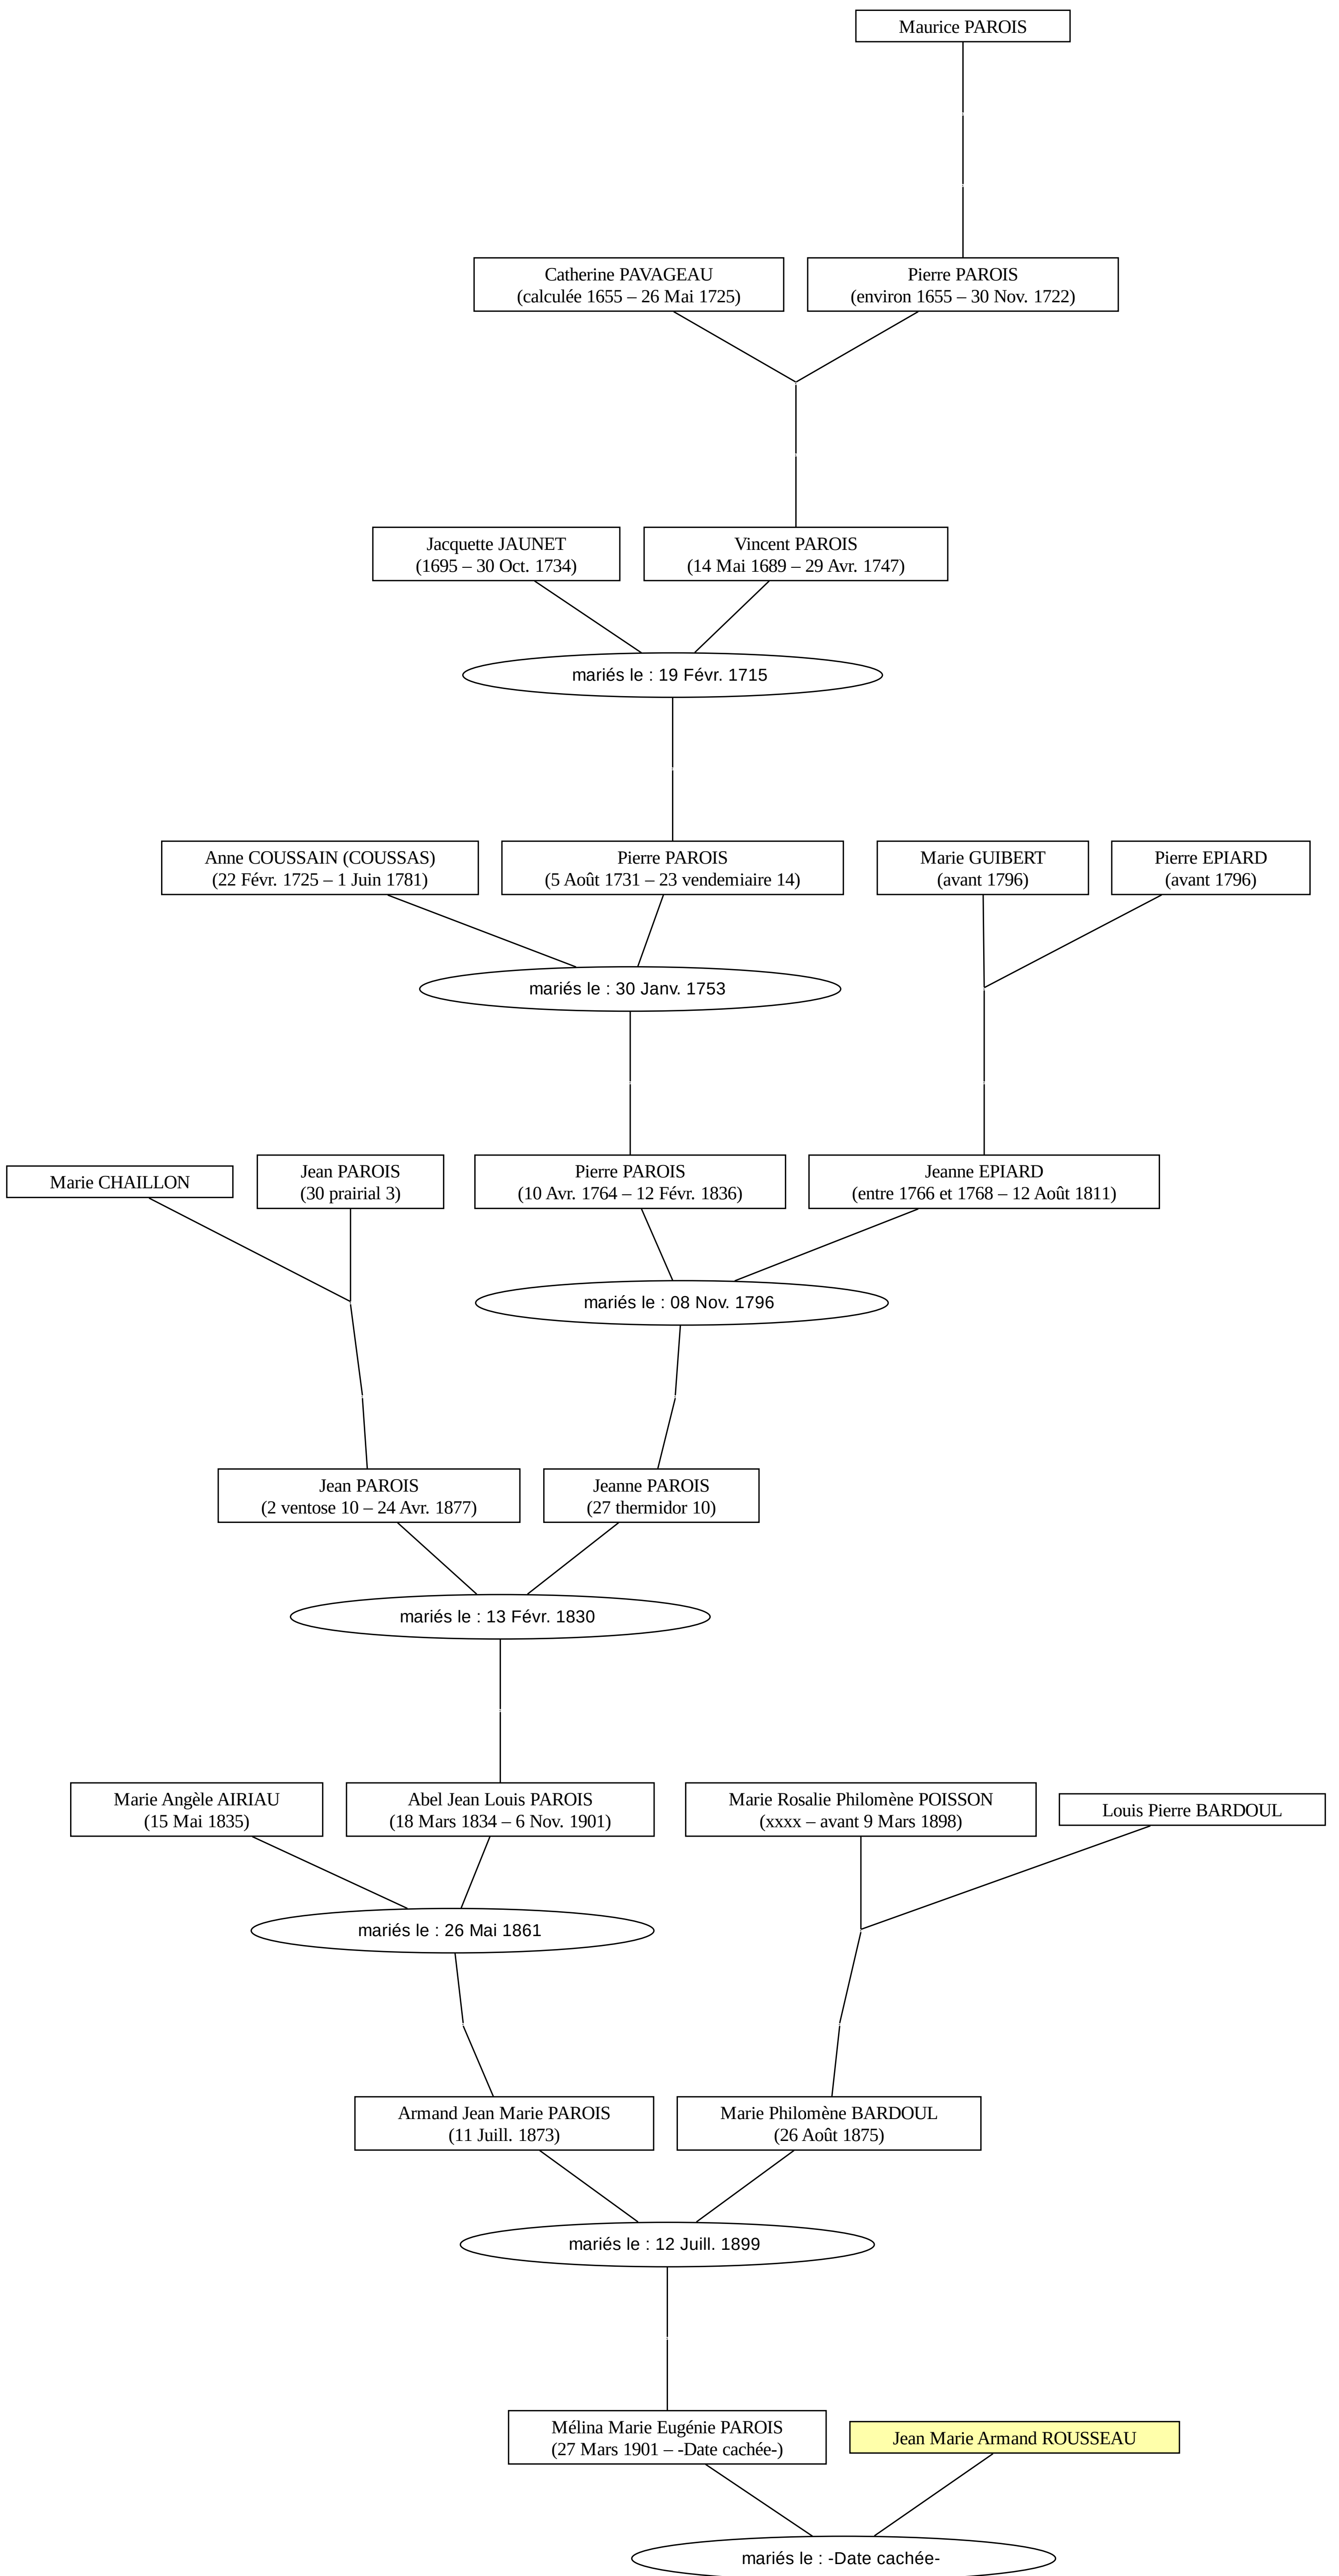 Maurice PAROIS
Catherine PAVAGEAU
(calculée 1655 – 26 Mai 1725)
Pierre PAROIS
(environ 1655 – 30 Nov. 1722)
Jacquette JAUNET
(1695 – 30 Oct. 1734)
Vincent PAROIS
(14 Mai 1689 – 29 Avr. 1747)
mariés le : 19 Févr. 1715
Anne COUSSAIN (COUSSAS)
(22 Févr. 1725 – 1 Juin 1781)
Pierre PAROIS
(5 Août 1731 – 23 vendemiaire 14)
Marie GUIBERT
(avant 1796)
Pierre EPIARD
(avant 1796)
mariés le : 30 Janv. 1753
Marie CHAILLON
Jean PAROIS
(30 prairial 3)
Pierre PAROIS
(10 Avr. 1764 – 12 Févr. 1836)
Jeanne EPIARD
(entre 1766 et 1768 – 12 Août 1811)
mariés le : 08 Nov. 1796
Jean PAROIS
(2 ventose 10 – 24 Avr. 1877)
Jeanne PAROIS
(27 thermidor 10)
mariés le : 13 Févr. 1830
Marie Angèle AIRIAU
(15 Mai 1835)
Abel Jean Louis PAROIS
(18 Mars 1834 – 6 Nov. 1901)
Marie Rosalie Philomène POISSON
(xxxx – avant 9 Mars 1898)
Louis Pierre BARDOUL
mariés le : 26 Mai 1861
Armand Jean Marie PAROIS
(11 Juill. 1873)
Marie Philomène BARDOUL
(26 Août 1875)
mariés le : 12 Juill. 1899
Mélina Marie Eugénie PAROIS
(27 Mars 1901 – -Date cachée-)
Jean Marie Armand ROUSSEAU
mariés le : -Date cachée-